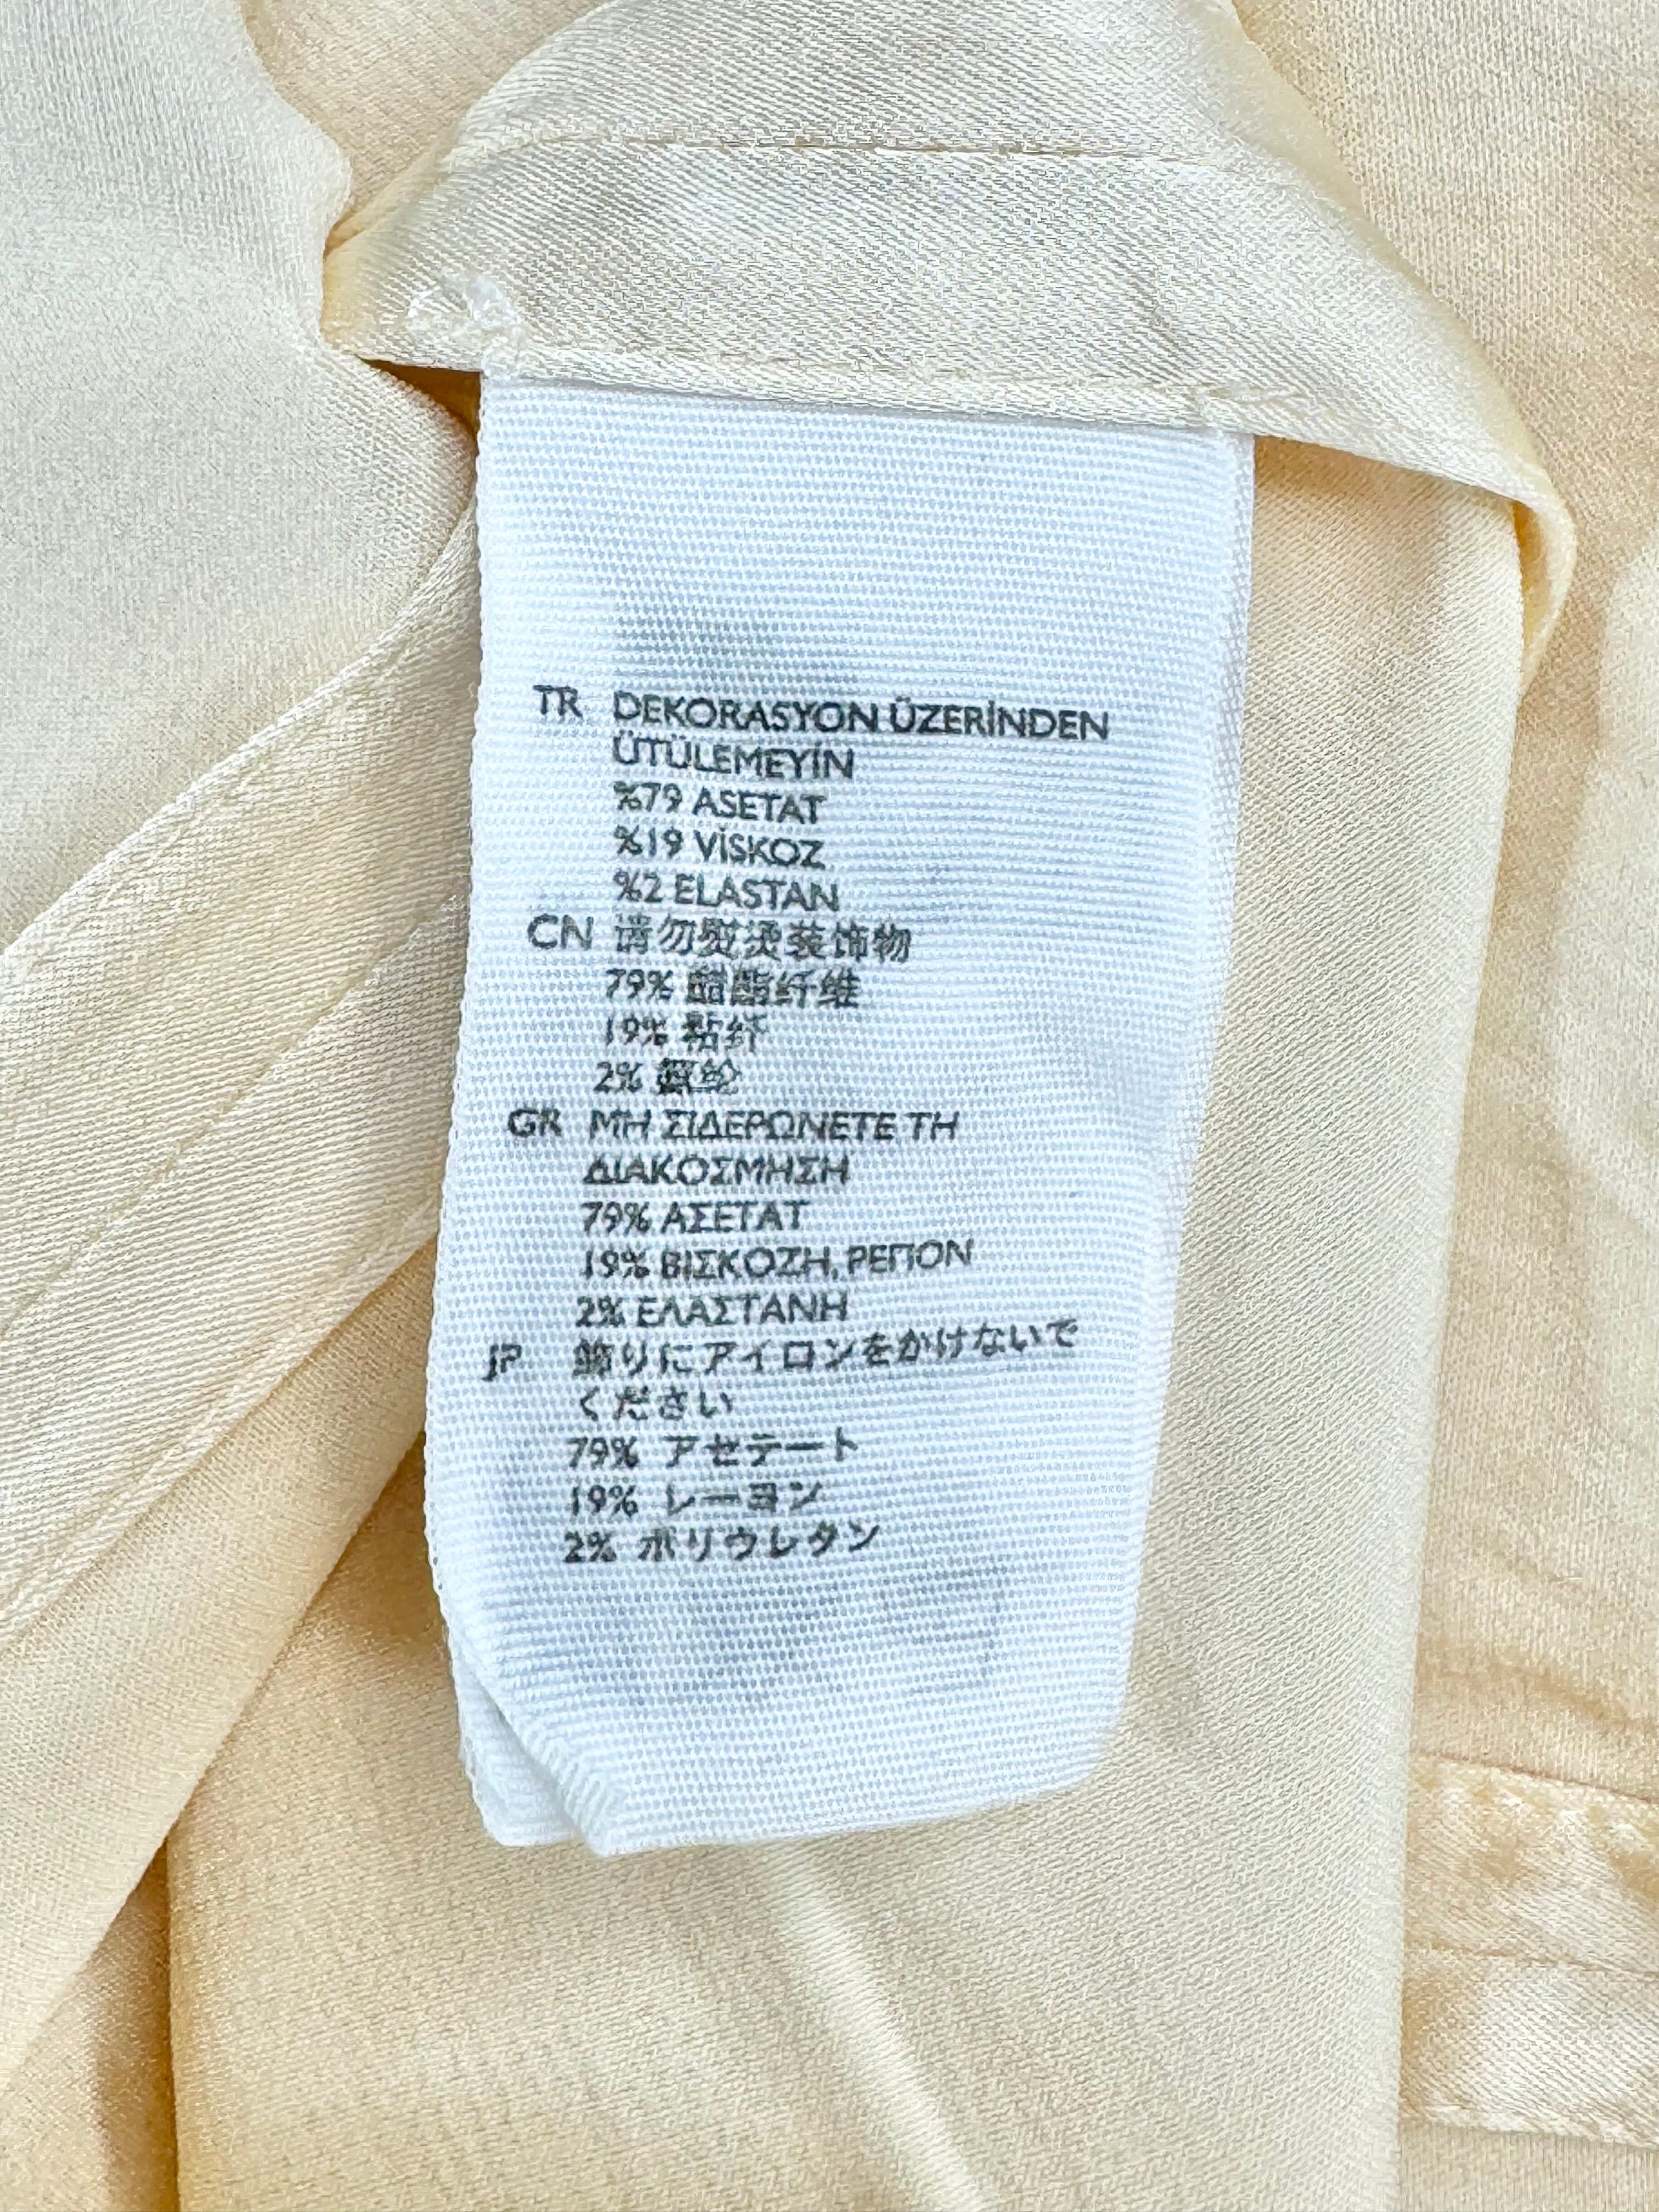 TR DEKORASYON ÜZERİNDEN
ÜTÜLEMEYİN
%79 ASETAT
%19 VİSKOZ
%2 ELASTAN
CN 请勿熨烫装饰物
79% 醋酯纤维
19% 黏纤
2% 氨纶
GR ΜΗ ΣΙΔΕΡΩΝΕΤΕ ΤΗ
ΔΙΑΚΟΣΜΗΣΗ
79% ΑΣΕΤΑΤ
19% ΒΙΣΚΟΖΗ, ΡΕΠΟΝ
2% ΕΛΑΣΤΑΝΗ
JP 飾りにアイロンをかけないで
ください
79% アセテート
19% レーヨン
2% ポリウレタン